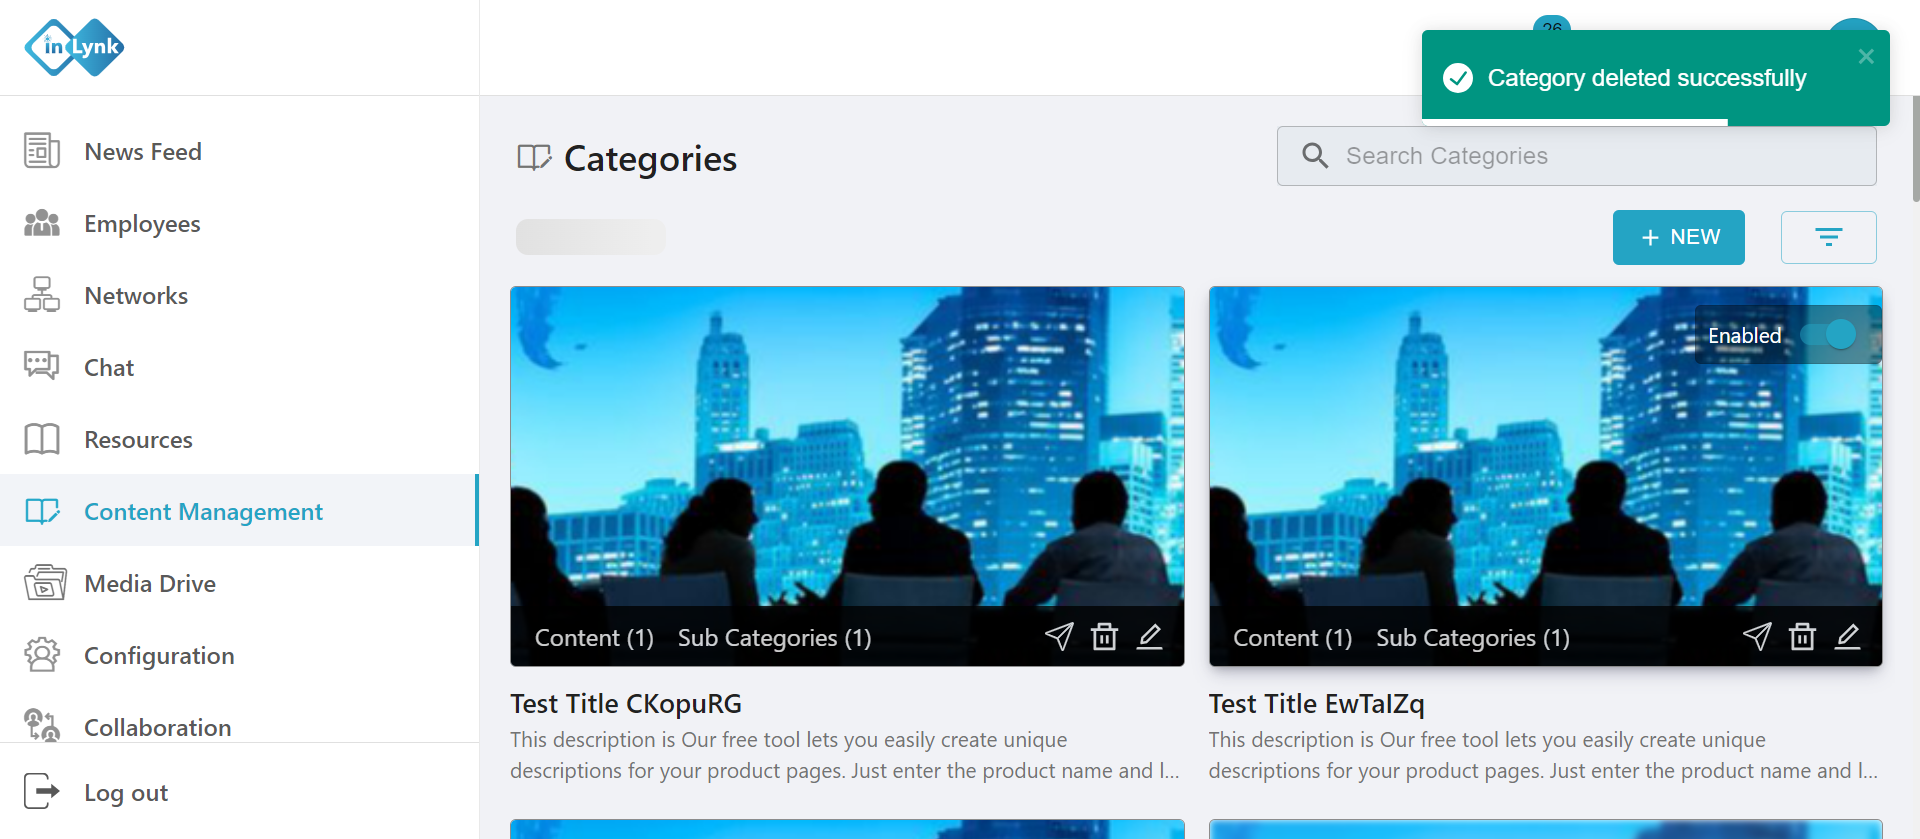 inLynk
26
Category deleted successfully
News Feed
Employees
Networks
Chat
Resources
Content Management
Media Drive
Configuration
Collaboration
Log out
Categories
Search Categories
+ NEW
Enabled
Content (1) Sub Categories (1)
Content (1) Sub Categories (1)
Test Title CKopuRG
This description is Our free tool lets you easily create unique
descriptions for your product pages. Just enter the product name and l...
Test Title EwTaIZq
This description is Our free tool lets you easily create unique
descriptions for your product pages. Just enter the product name and l...